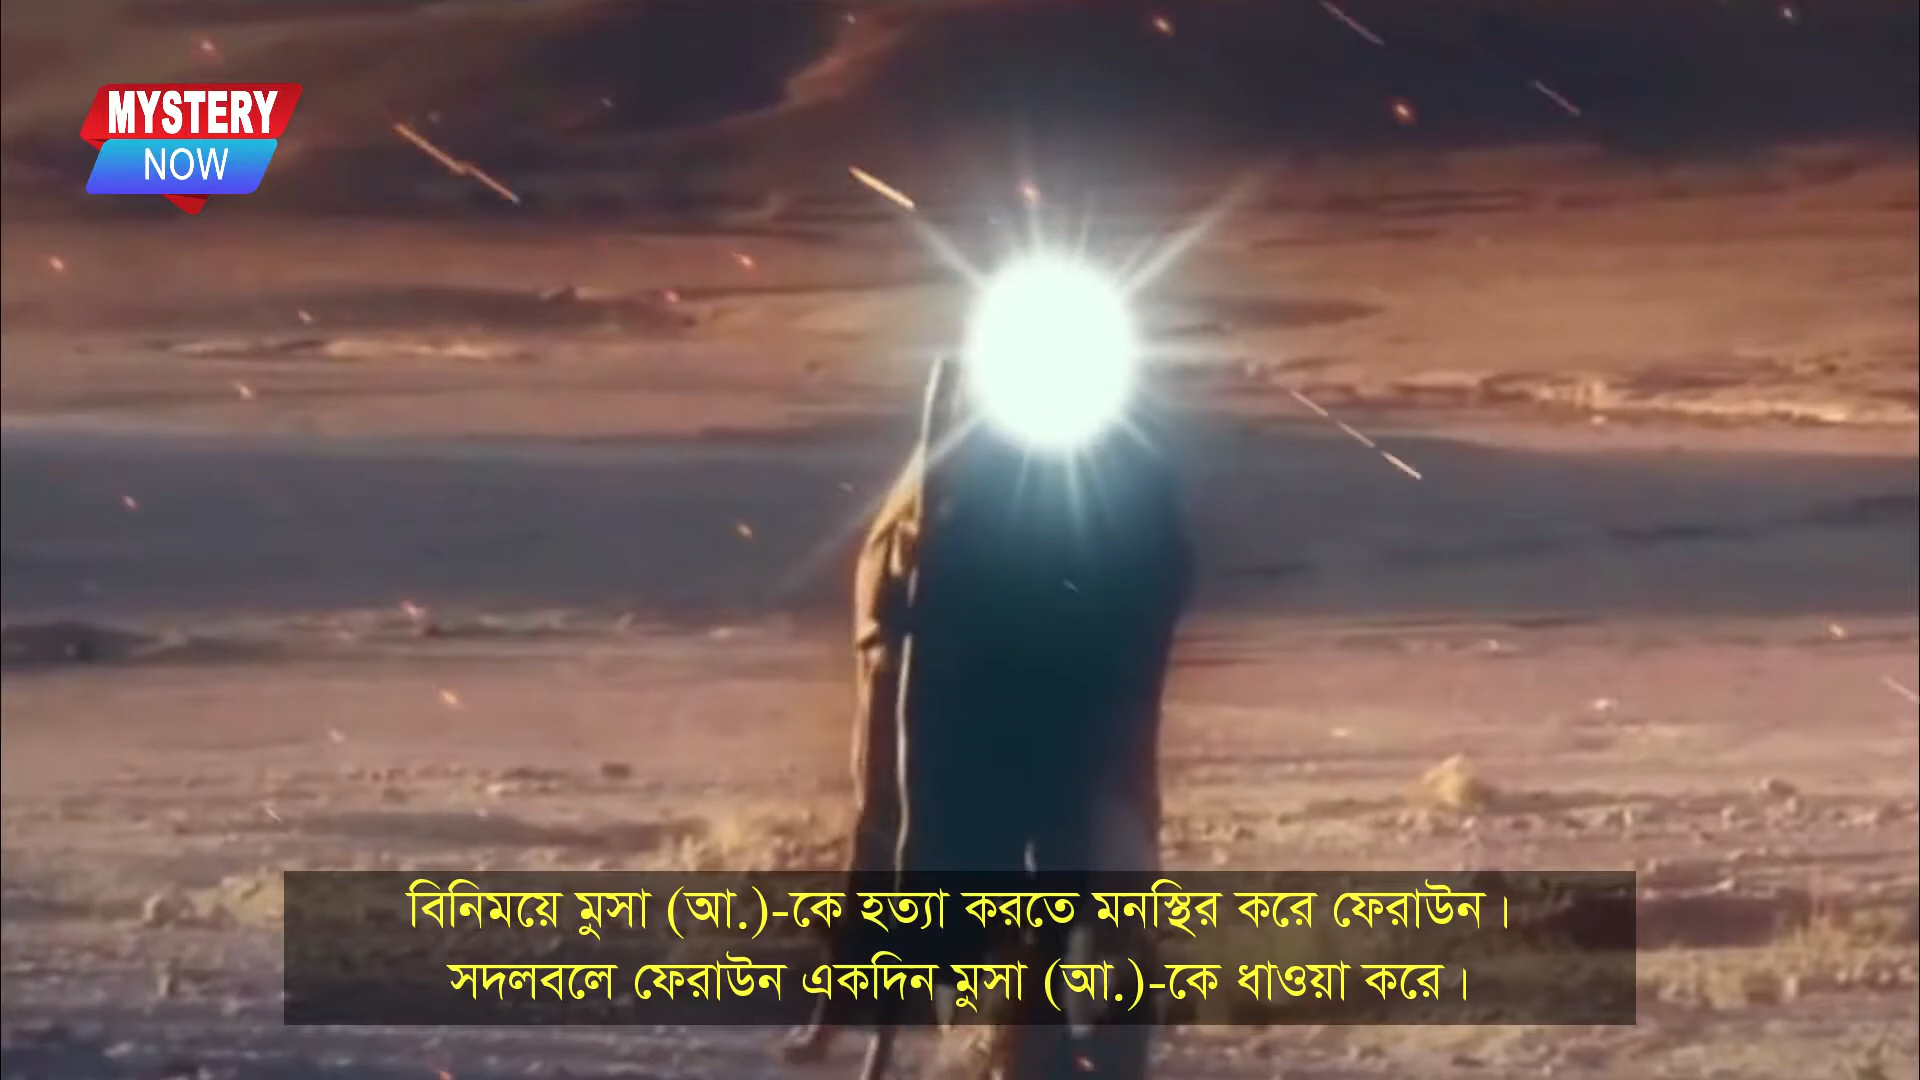 MYSTERY
NOW
বিনিময়ে মুসা (আ.)-কে হত্যা করতে মনস্থির করে ফেরাউন।
সদলবলে ফেরাউন একদিন মুসা (আ.)-কে ধাওয়া করে।